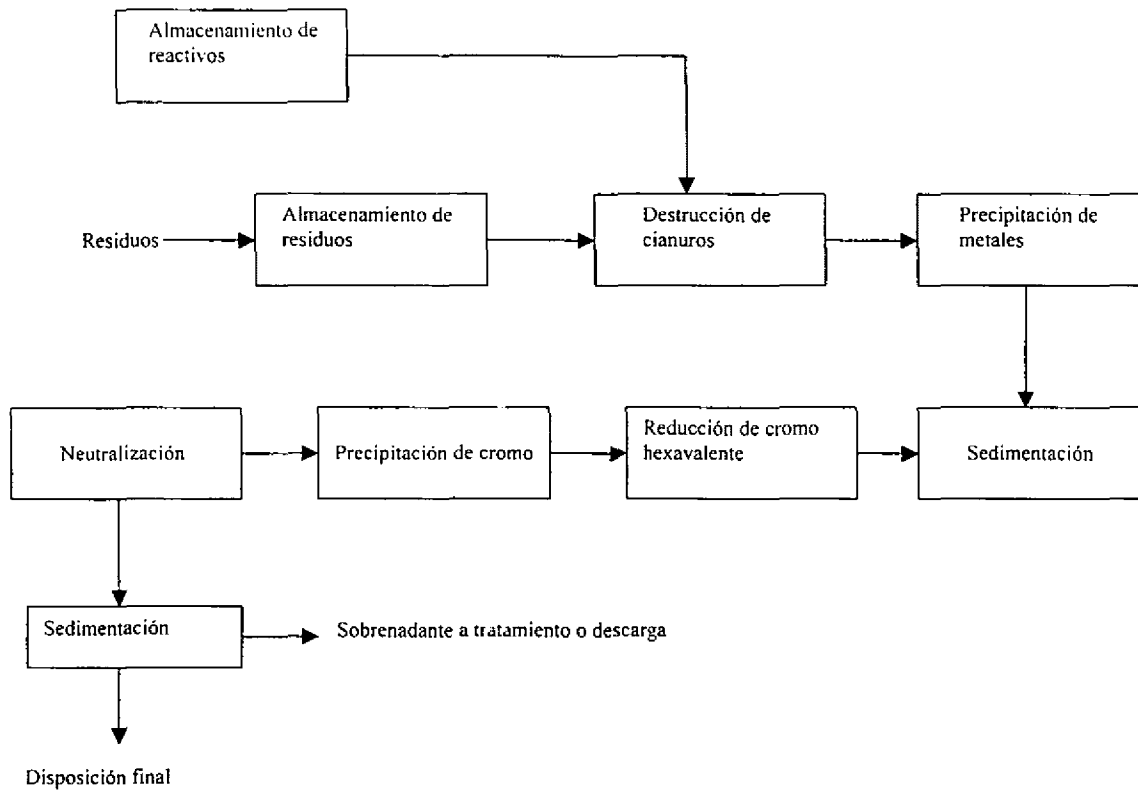 Almacenamiento de
reactivos
Residuos
Almacenamiento de
residuos
Destrucción de
cianuros
Precipitación de
metales
Neutralización
Precipitación de cromo
Reducción de cromo
hexavalente
Sedimentación
Sedimentación
Sobrenadante a tratamiento o descarga
Disposición final